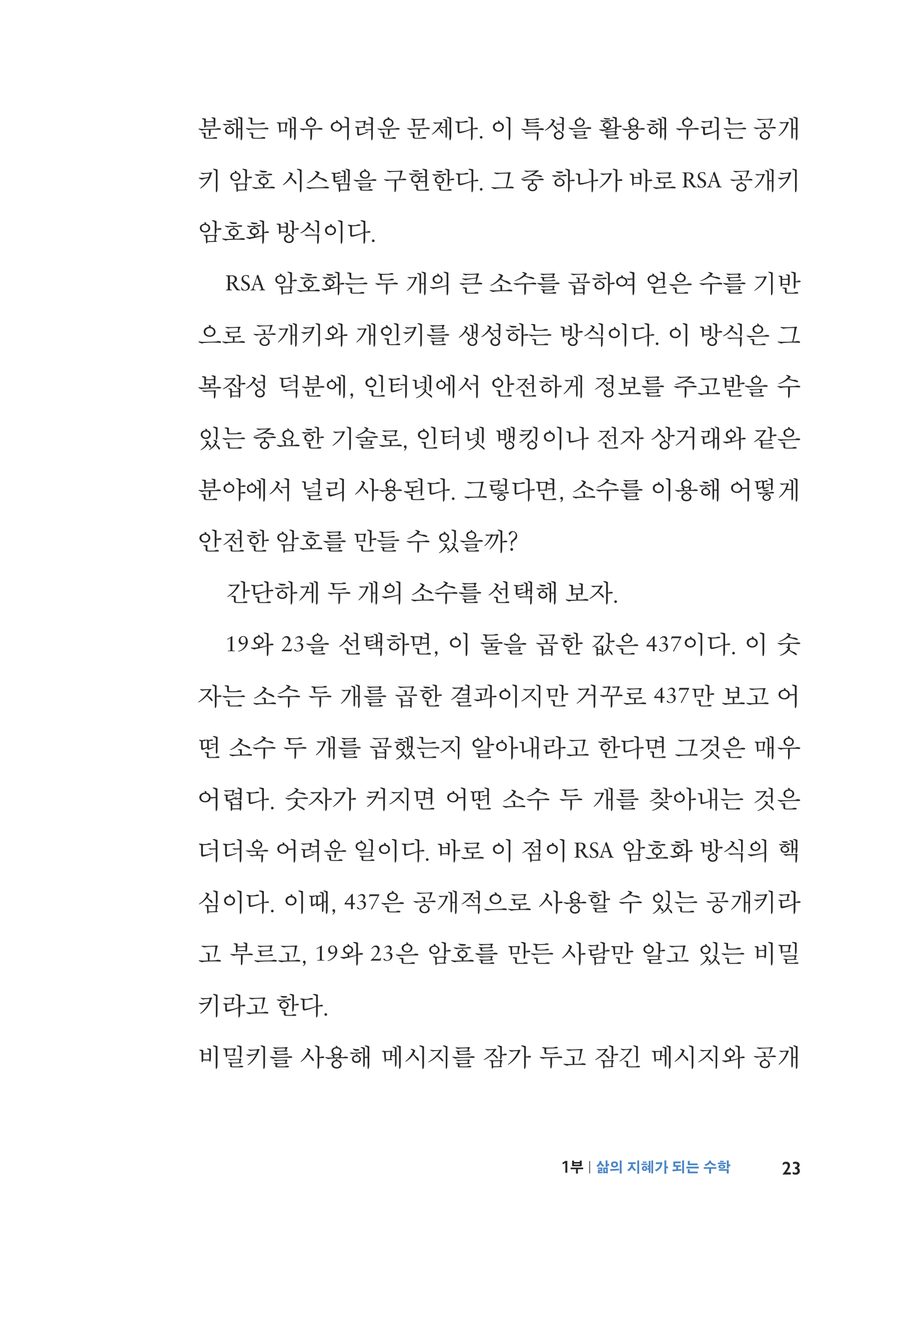 분해는 매우 어려운 문제다. 이 특성을 활용해 우리는 공개
키 암호 시스템을 구현한다. 그 중 하나가 바로 RSA 공개키
암호화 방식이다.
RSA 암호화는 두 개의 큰 소수를 곱하여 얻은 수를 기반
으로 공개키와 개인키를 생성하는 방식이다. 이 방식은 그
복잡성 덕분에, 인터넷에서 안전하게 정보를 주고받을 수
있는 중요한 기술로, 인터넷 뱅킹이나 전자 상거래와 같은
분야에서 널리 사용된다. 그렇다면, 소수를 이용해 어떻게
안전한 암호를 만들 수 있을까?
간단하게 두 개의 소수를 선택해 보자.
19와 23을 선택하면, 이 둘을 곱한 값은 437이다. 이 숫
자는 소수 두 개를 곱한 결과이지만 거꾸로 437만 보고 어
떤 소수 두 개를 곱했는지 알아내라고 한다면 그것은 매우
어렵다. 숫자가 커지면 어떤 소수 두 개를 찾아내는 것은
더더욱 어려운 일이다. 바로 이 점이 RSA 암호화 방식의 핵
심이다. 이때, 437은 공개적으로 사용할 수 있는 공개키라
고 부르고, 19와 23은 암호를 만든 사람만 알고 있는 비밀
키라고 한다.
비밀키를 사용해 메시지를 잠가 두고 잠긴 메시지와 공개
1부 | 삶의 지혜가 되는 수학 23